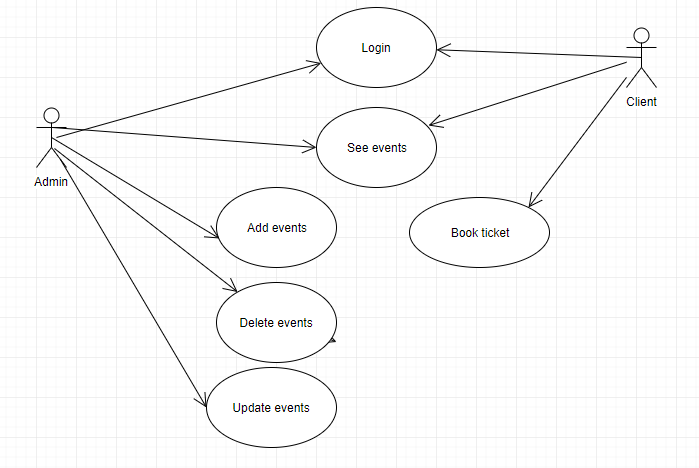 Login
Client
See events
Admin
Add events
Book ticket
Delete events
Update events